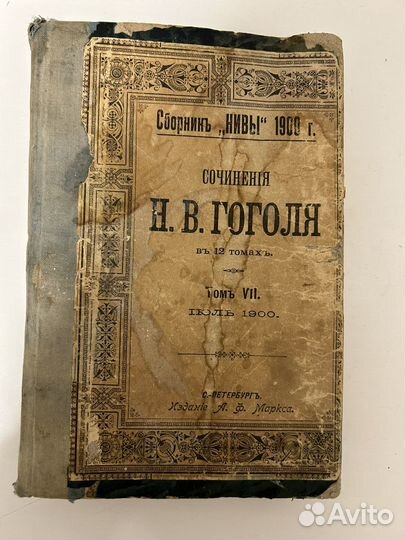 Сборникъ „НИВЫ" 1900 г.
СОЧИНЕНІЯ
Н. В. ГОГОЛЯ
въ 12 томахъ.
Томъ VII.
ІЮЛЬ 1900.
С.-ПЕТЕРБУРГЪ.
Изданіе А. Ф. Маркса.
Avito